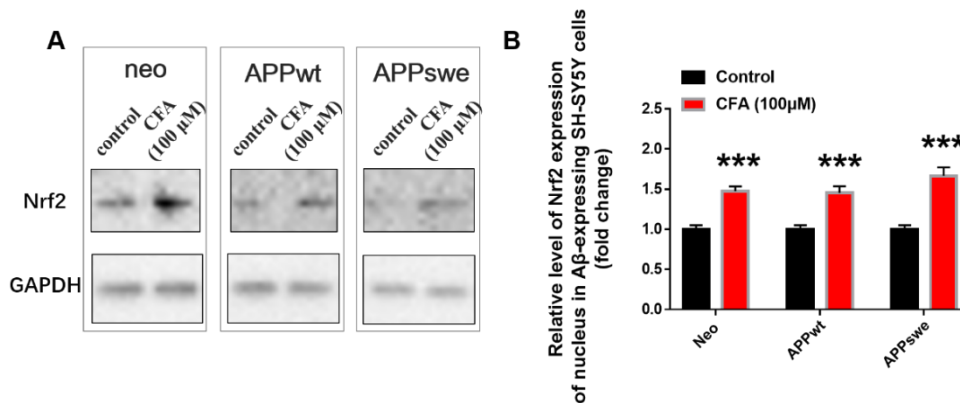 A
neo
APPwt
APPswe
control
CFA
(100 μM)
control
CFA
(100 μM)
control
CFA
(100 μM)
Nrf2
GAPDH
B
Control
CFA (100μM)
Relative level of Nrf2 expression
of nucleus in Aβ-expressing SH-SY5Y cells
(fold change)
2.5
2.0
1.5
1.0
0.5
0.0
***
***
***
Neo
APPwt
APPswe